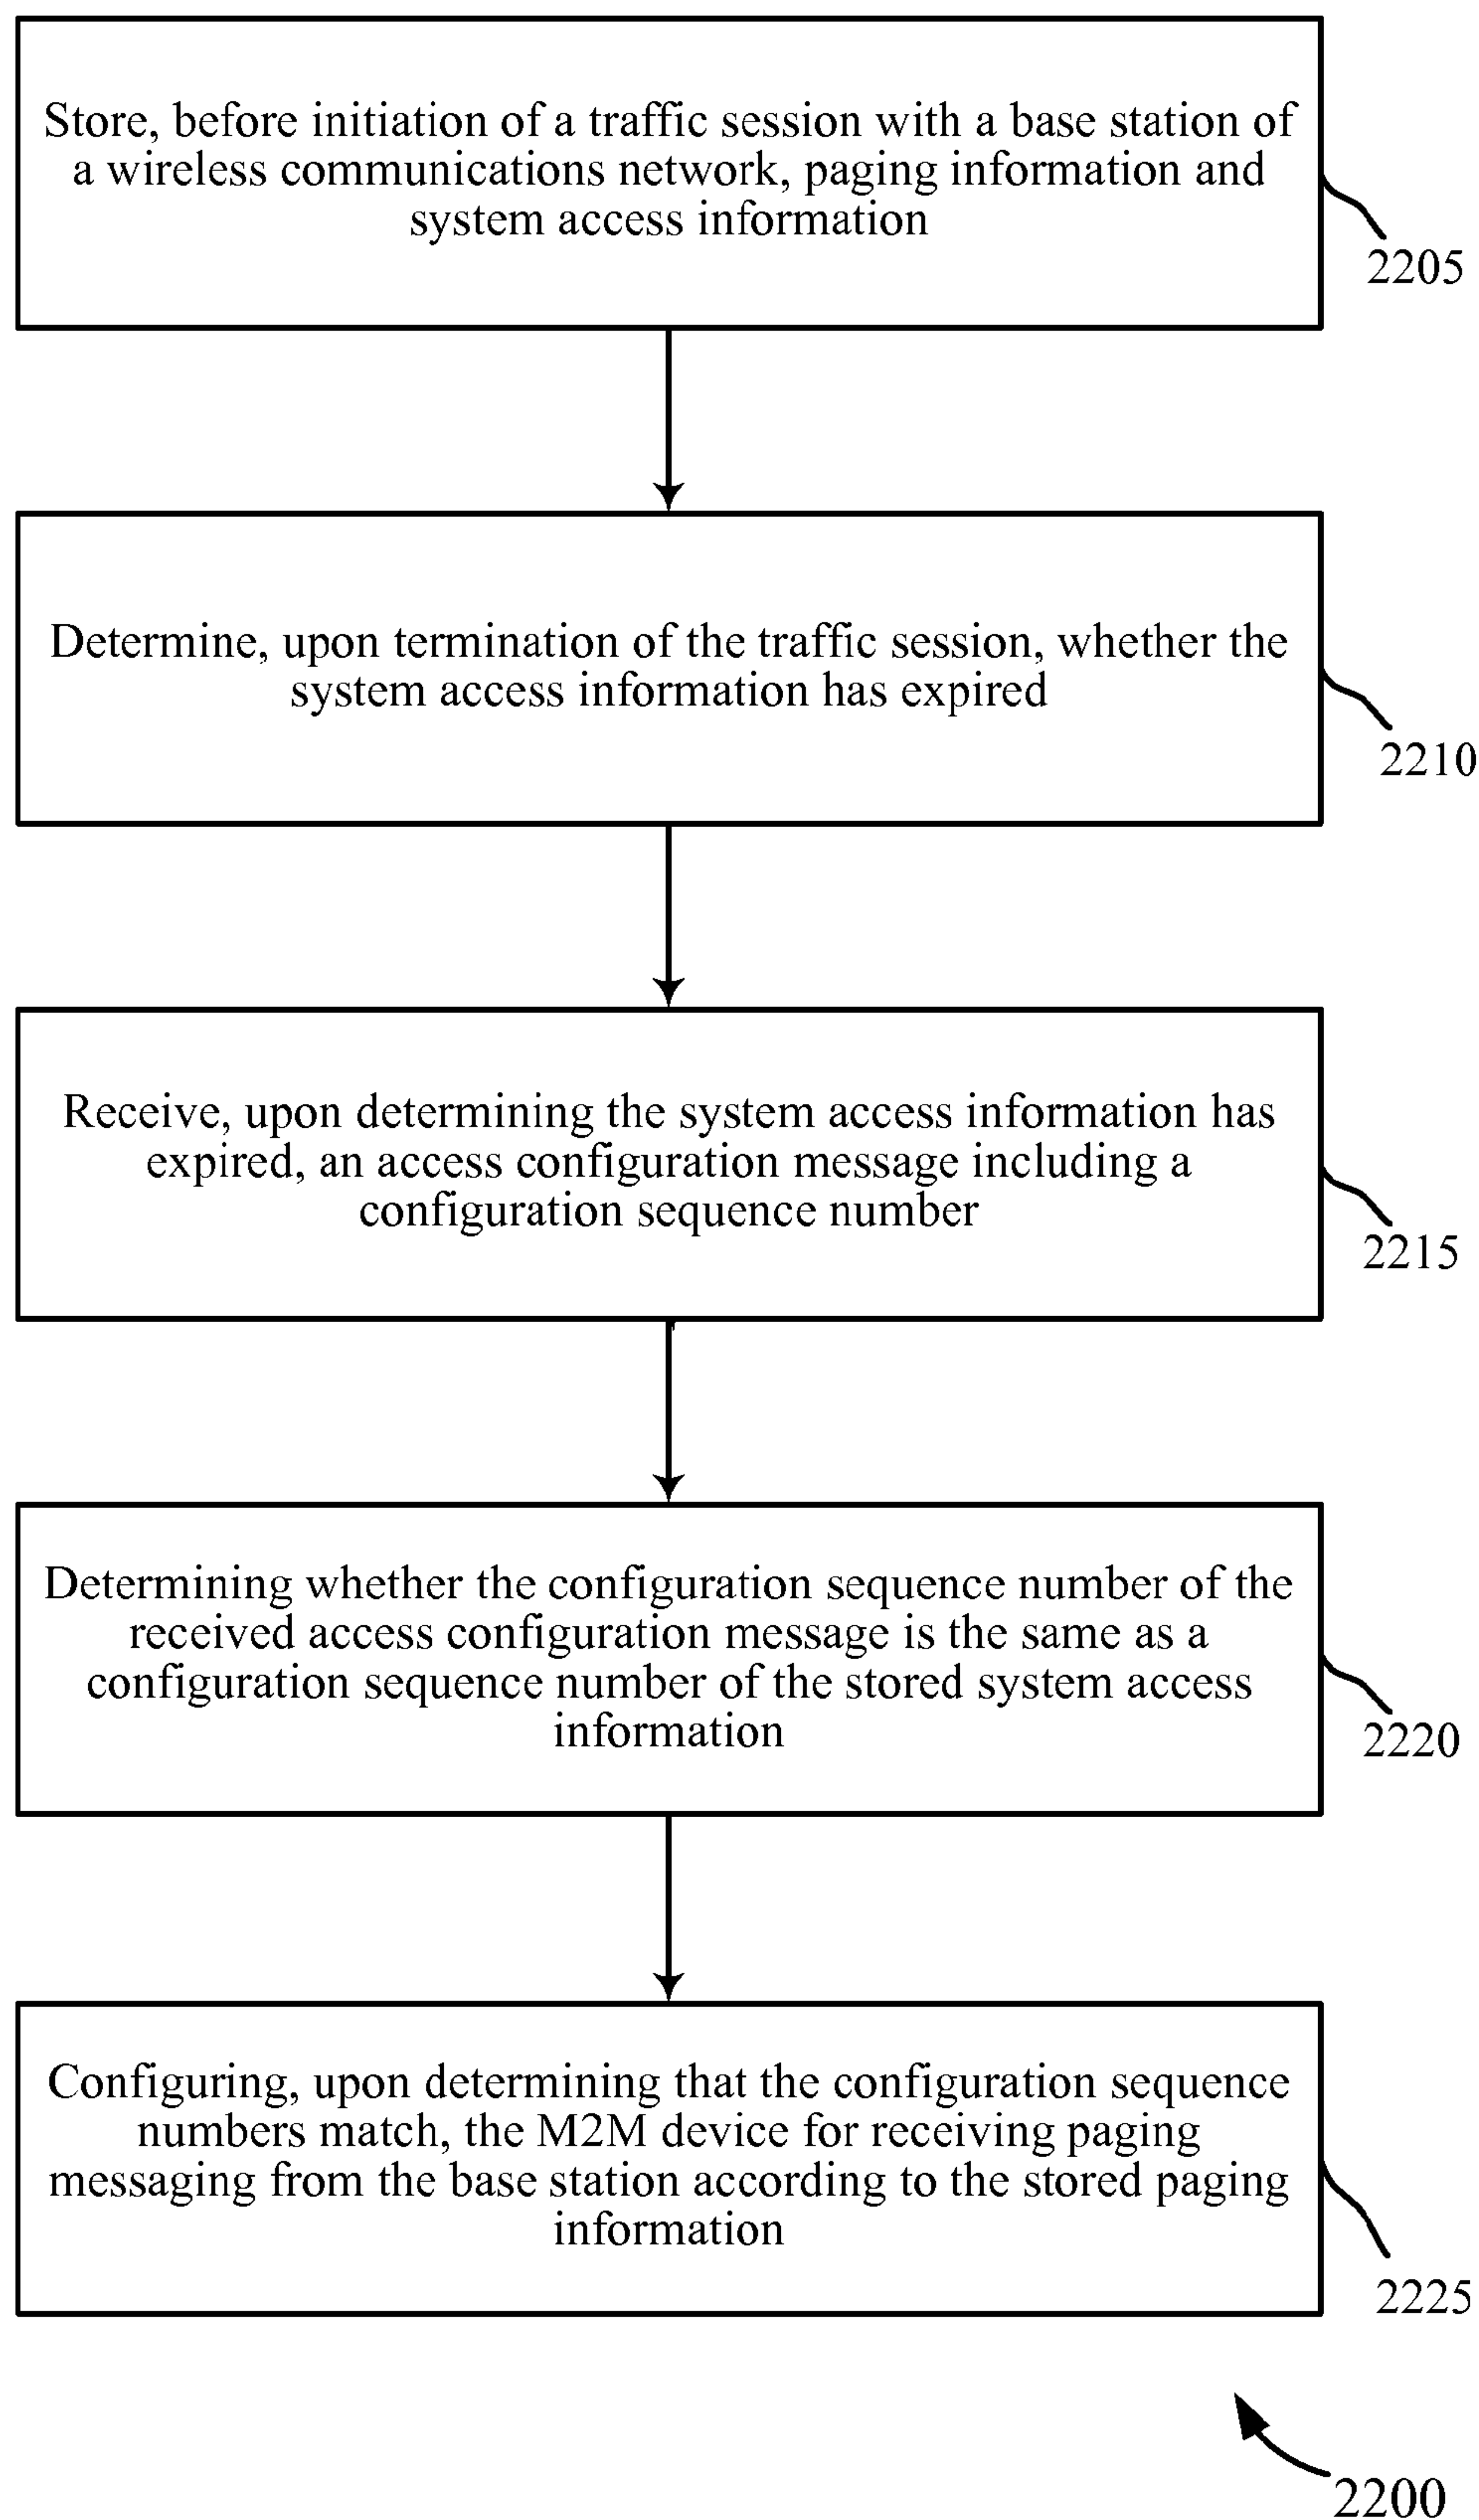 Store, before initiation of a traffic session with a base station of
a wireless communications network, paging information and
system access information
2205
Determine, upon termination of the traffic session, whether the
system access information has expired
2210
Receive, upon determining the system access information has
expired, an access configuration message including a
configuration sequence number
2215
Determining whether the configuration sequence number of the
received access configuration message is the same as a
configuration sequence number of the stored system access
information
2220
Configuring, upon determining that the configuration sequence
numbers match, the M2M device for receiving paging
messaging from the base station according to the stored paging
information
2225
2200